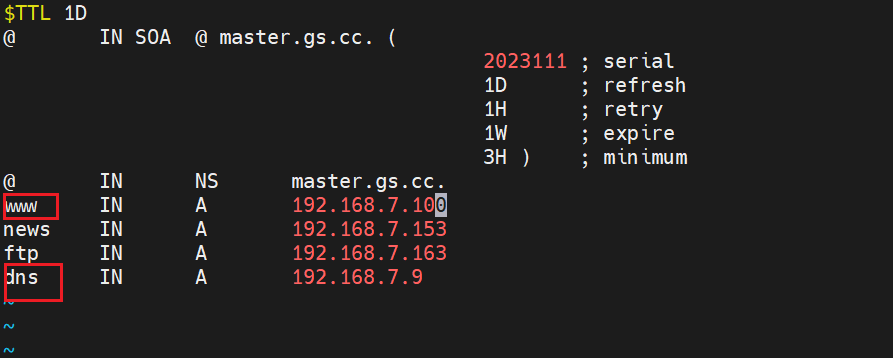 $TTL 1D
@ IN SOA @ master.gs.cc. (
2023111 ; serial
1D ; refresh
1H ; retry
1W ; expire
3H ) ; minimum
@ IN NS master.gs.cc.
www IN A 192.168.7.100
news IN A 192.168.7.153
ftp IN A 192.168.7.163
dns IN A 192.168.7.9
~
~
~